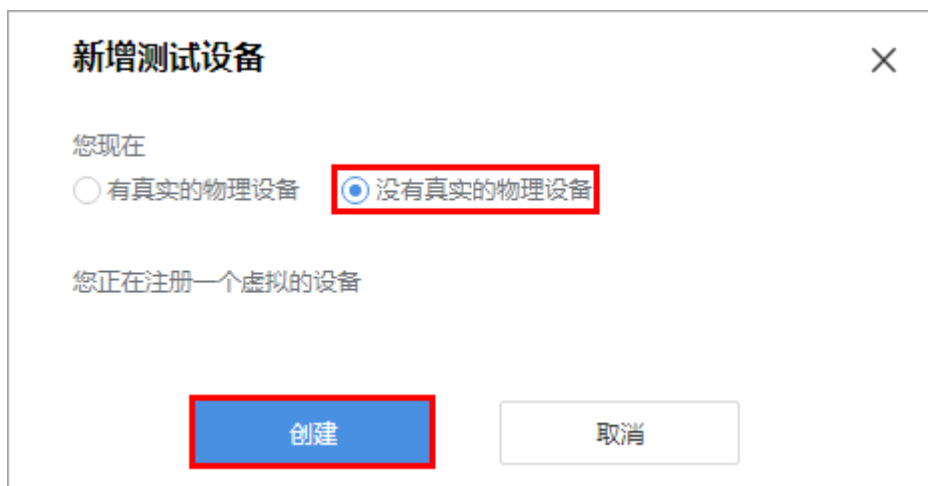 新增测试设备
您现在
有真实的物理设备 没有真实的物理设备
您正在注册一个虚拟的设备
创建 取消